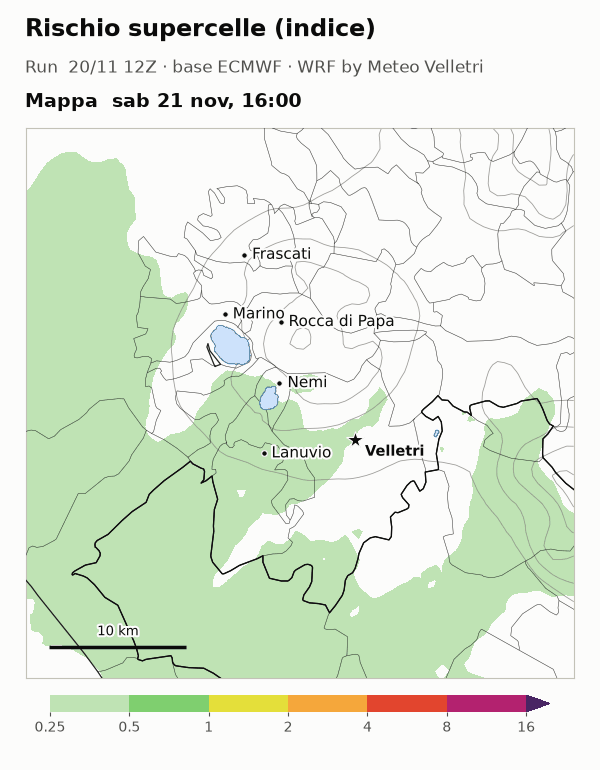 Rischio supercelle (indice)
Run  20/11 12Z · base ECMWF · WRF by Meteo Velletri
Mappa  sab 21 nov, 16:00
Frascati
Marino
Rocca di Papa
Nemi
Velletri
Lanuvio
10 km
0.25 0.5 1 2 4 8 16